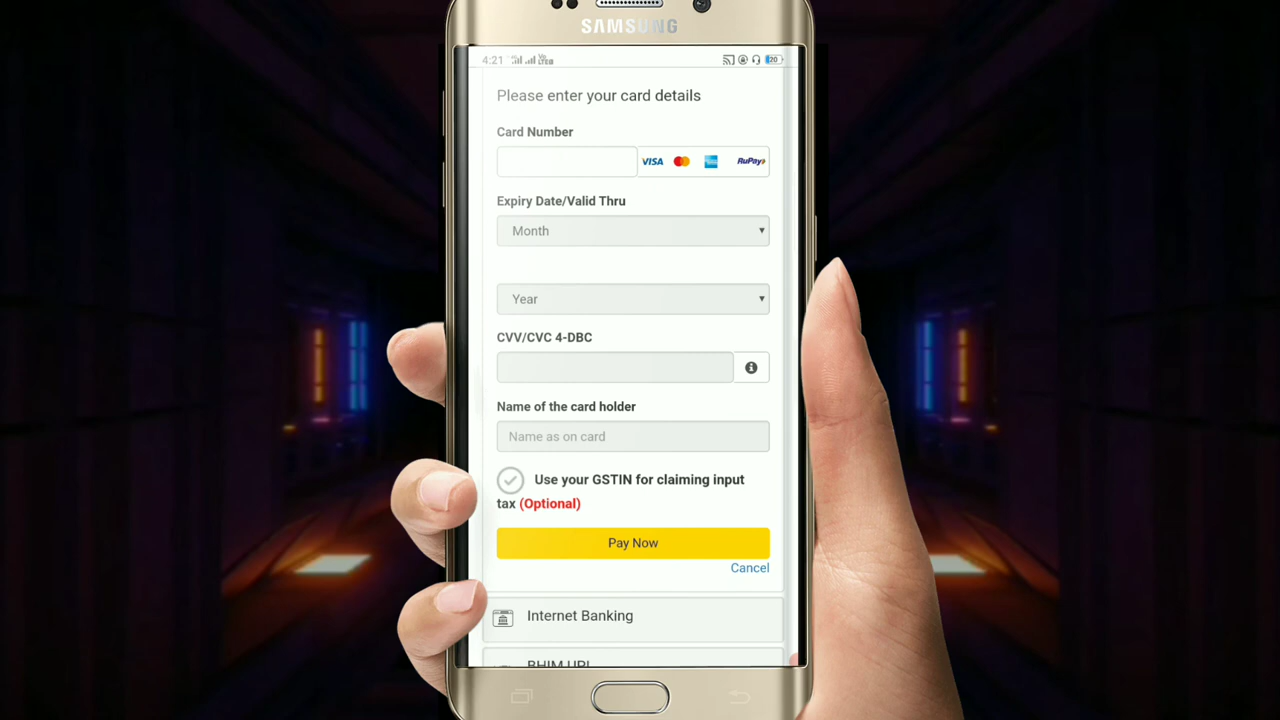 SAMSUNG
4:21
20
Please enter your card details
Card Number
VISA RuPay
Expiry Date/Valid Thru
Month
Year
CVV/CVC 4-DBC
Name of the card holder
Name as on card
Use your GSTIN for claiming input
tax (Optional)
Pay Now
Cancel
Internet Banking
BHIM UPI